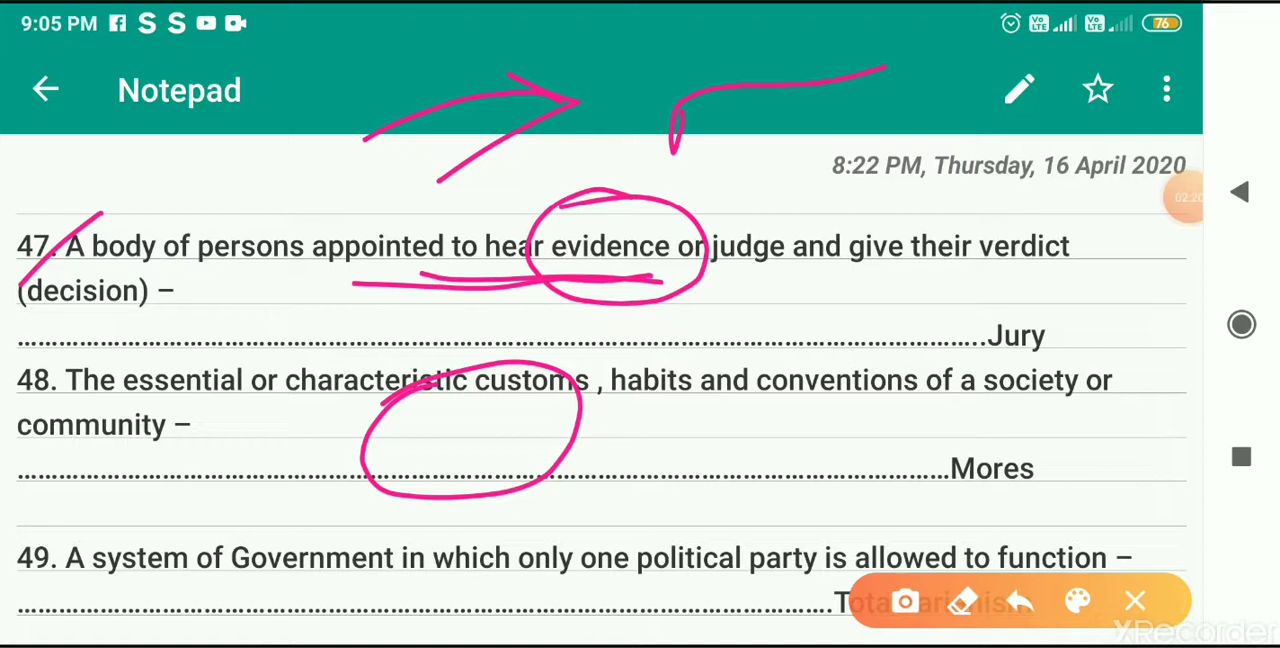 9:05 PM
76
Notepad
8:22 PM, Thursday, 16 April 2020
02:20
47. A body of persons appointed to hear evidence or judge and give their verdict
(decision) –
................................................................................................Jury
48. The essential or characteristic customs , habits and conventions of a society or
community –
............................................................................................Mores
49. A system of Government in which only one political party is allowed to function –
XRecorder